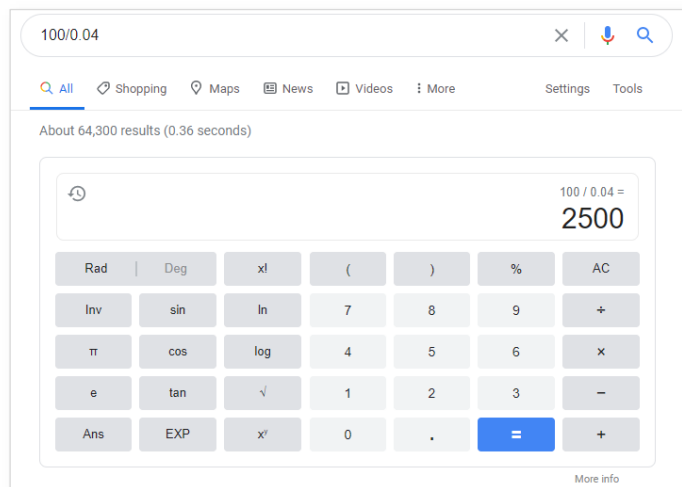 100/0.04
All Shopping Maps News Videos More Settings Tools
About 64,300 results (0.36 seconds)
100 / 0.04 =
2500
Rad | Deg x! ( ) % AC
Inv sin ln 7 8 9 ÷
π cos log 4 5 6 ×
e tan √ 1 2 3 −
Ans EXP xʸ 0 . = +
More info